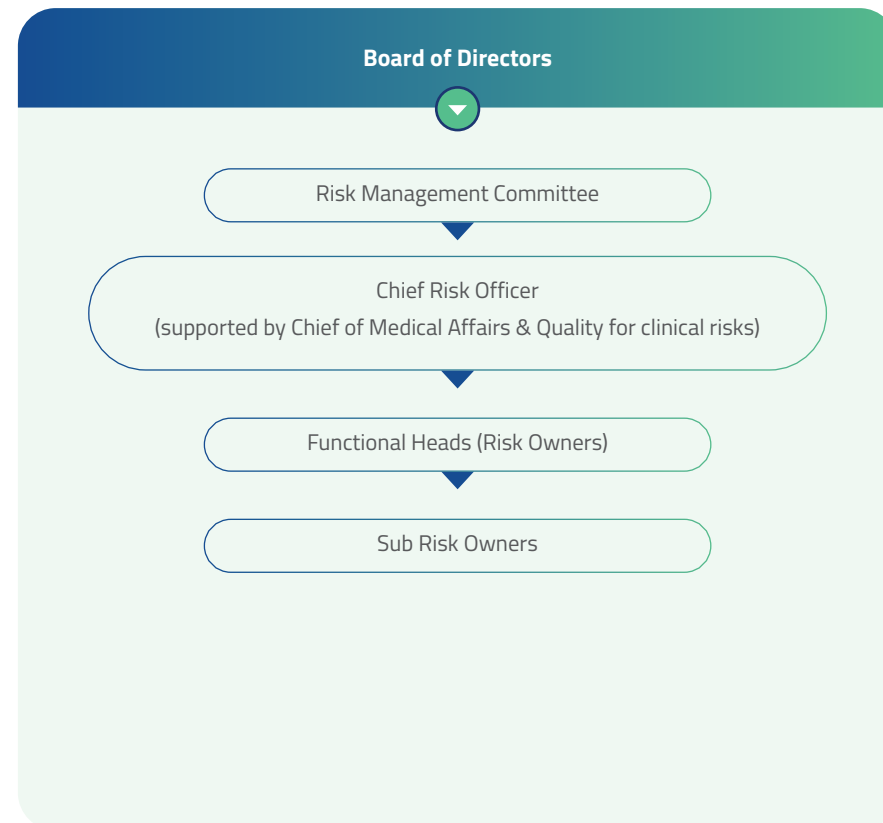 Board of Directors
Risk Management Committee
Chief Risk Officer
(supported by Chief of Medical Affairs & Quality for clinical risks)
Functional Heads (Risk Owners)
Sub Risk Owners